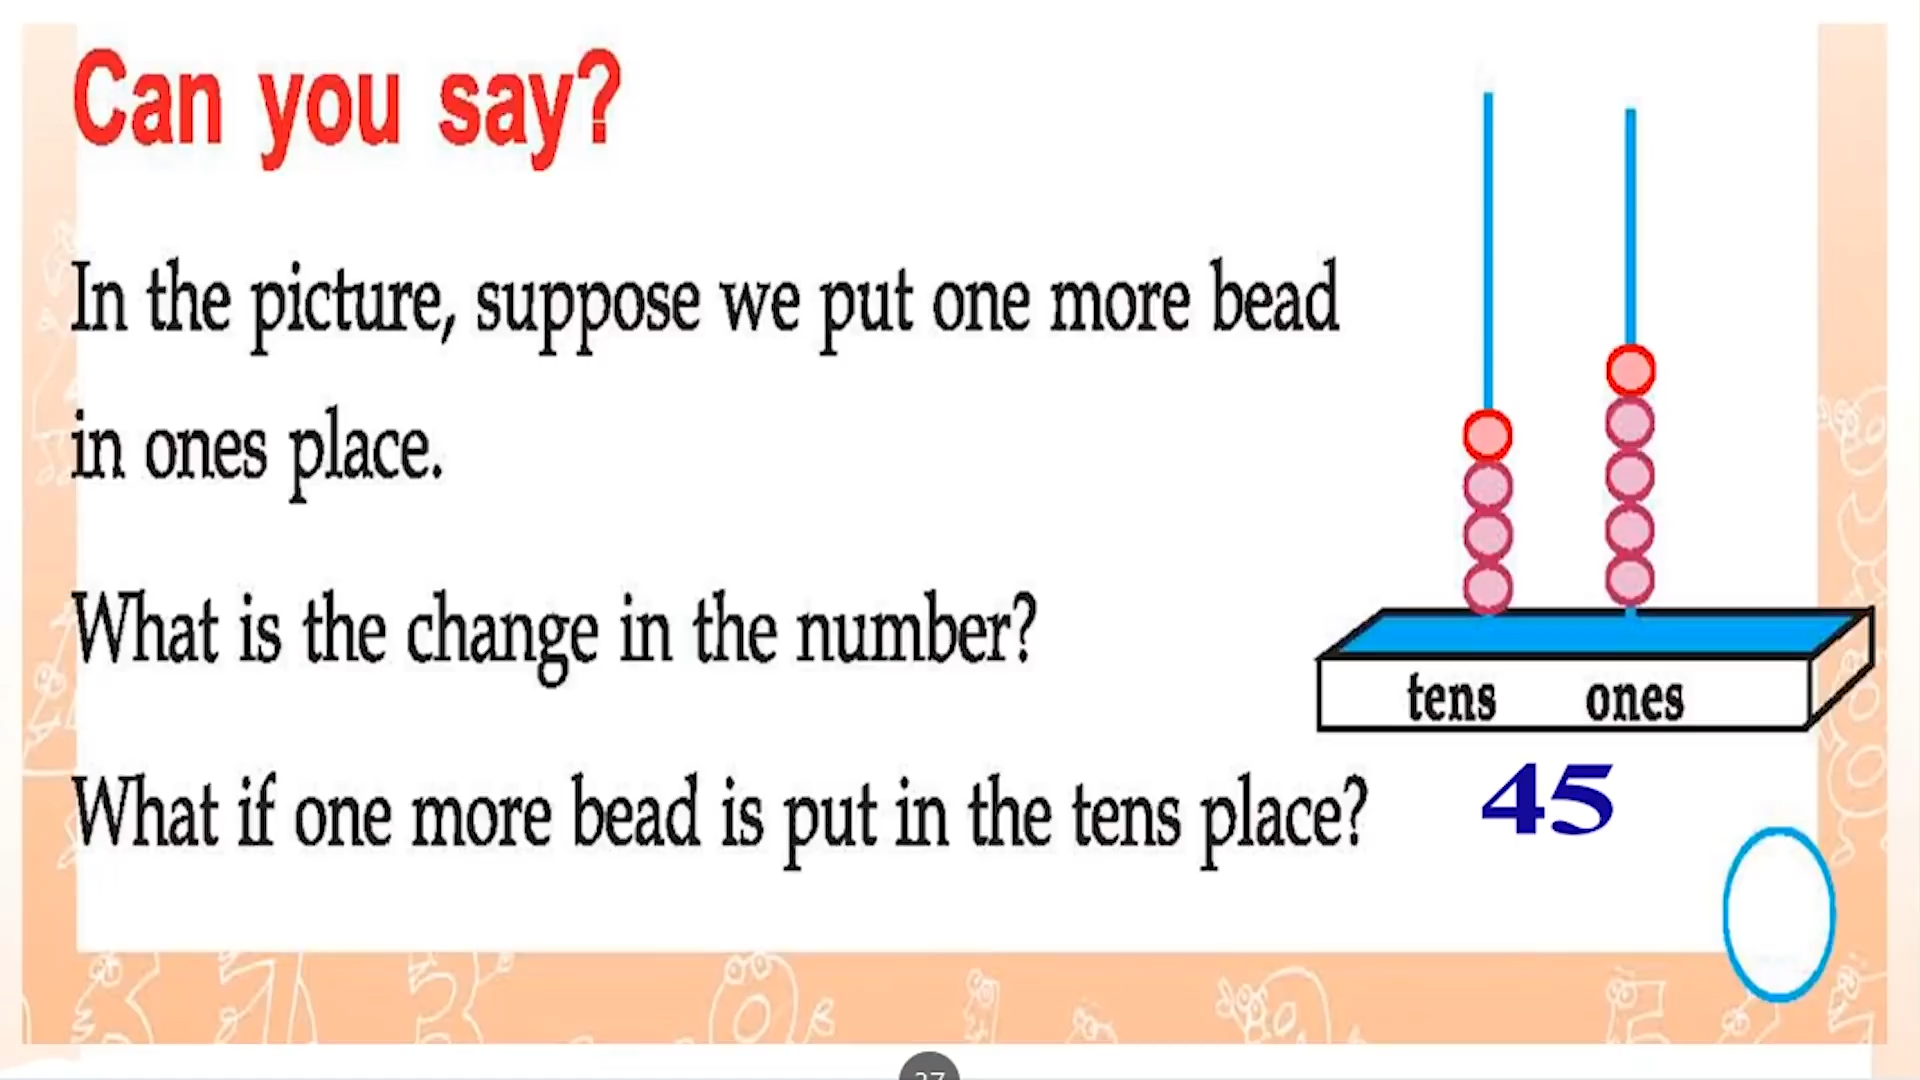 Can you say?
In the picture, suppose we put one more bead
in ones place.
What is the change in the number?
What if one more bead is put in the tens place?
tens ones
45